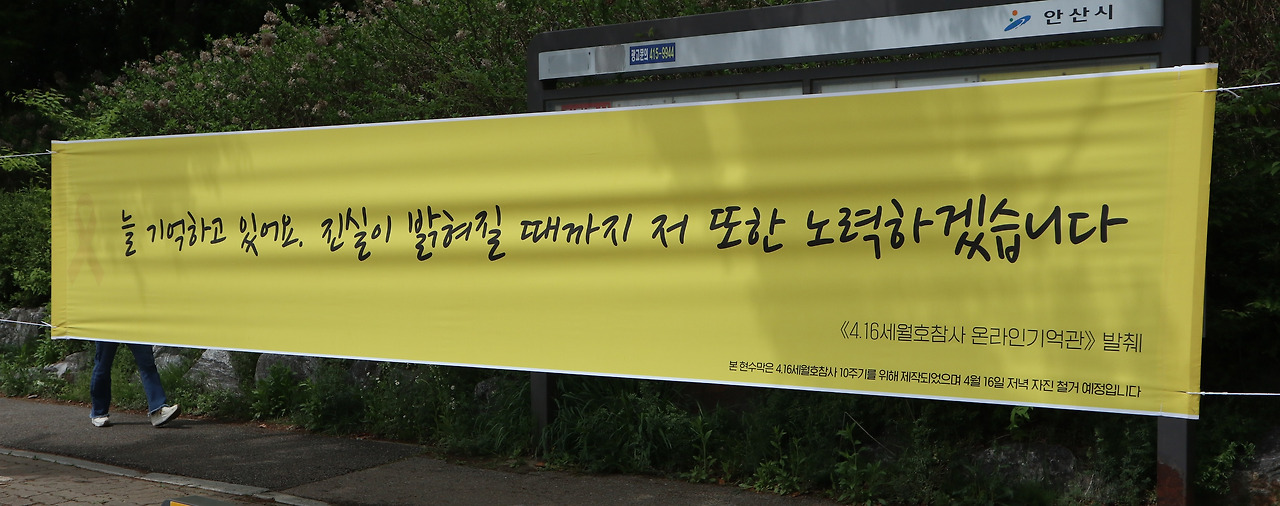 안산시
광고문의 415-9944
늘 기억하고 있어요. 진실이 밝혀질 때까지 저 또한 노력하겠습니다
《4.16세월호참사 온라인기억관》 발췌
본 현수막은 4.16세월호참사 10주기를 위해 제작되었으며 4월 16일 저녁 자진 철거 예정입니다